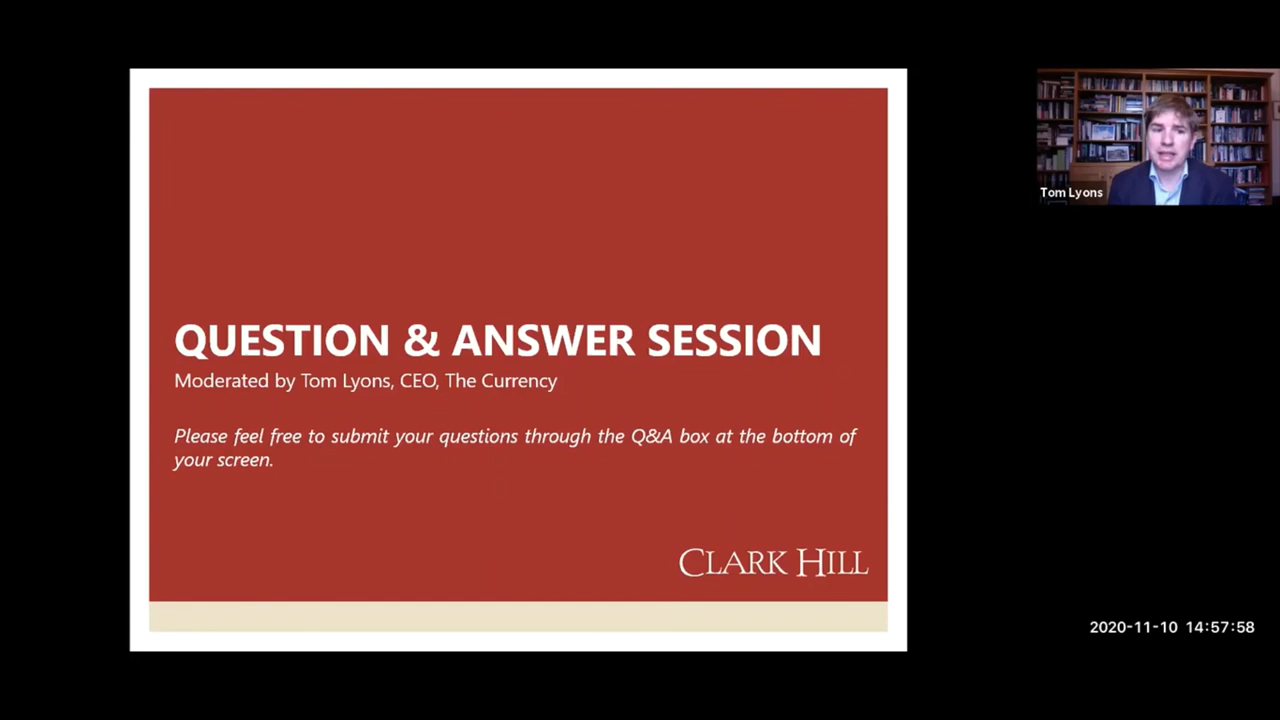 QUESTION & ANSWER SESSION
Moderated by Tom Lyons, CEO, The Currency
Please feel free to submit your questions through the Q&A box at the bottom of
your screen.
CLARK HILL
Tom Lyons
2020-11-10 14:57:58